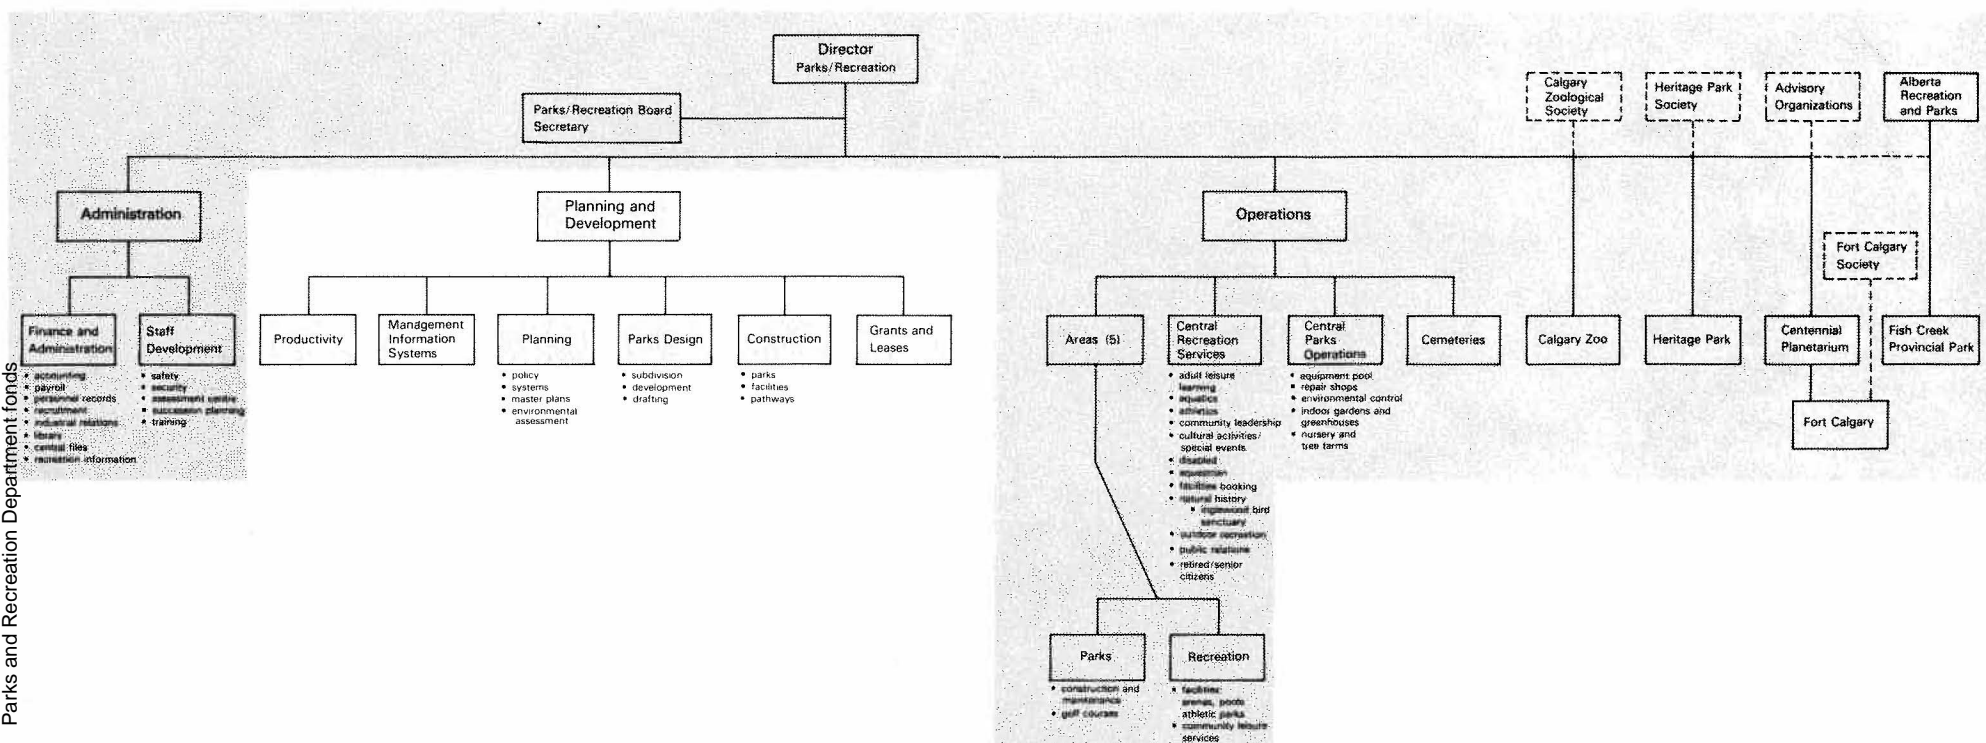 Director
Parks/Recreation
Parks/Recreation Board
Secretary
Calgary
Zoological
Society
Heritage Park
Society
Advisory
Organizations
Alberta
Recreation
and Parks
Administration
Planning and
Development
Operations
Fort Calgary
Society
Finance and
Administration
Staff
Development
Productivity
Management
Information
Systems
Planning
Parks Design
Construction
Grants and
Leases
Areas (5)
Central
Recreation
Services
Central
Parks
Operations
Cemeteries
Calgary Zoo
Heritage Park
Centennial
Planetarium
Fish Creek
Provincial Park
Fort Calgary
• accounting
• payroll
• personnel records
• recruitment
• industrial relations
• library
• central files
• recreation information
• safety
• security
• assessment centre
• succession planning
• training
• policy
• systems
• master plans
• environmental
assessment
• subdivision
• development
• drafting
• parks
• facilities
• pathways
• adult leisure
learning
• aquatics
• athletics
• community leadership
• cultural activities/
special events
• disabled
• equestrian
• facilities booking
• natural history
• inglewood bird
sanctuary
• outdoor recreation
• public relations
• retired/senior
citizens
• equipment pool
• repair shops
• environmental control
• indoor gardens and
greenhouses
• nursery and
tree farms
Parks
Recreation
• construction and
maintenance
• golf courses
• facilities:
arenas, pools
athletic parks
• community leisure
services
Parks and Recreation Department fonds